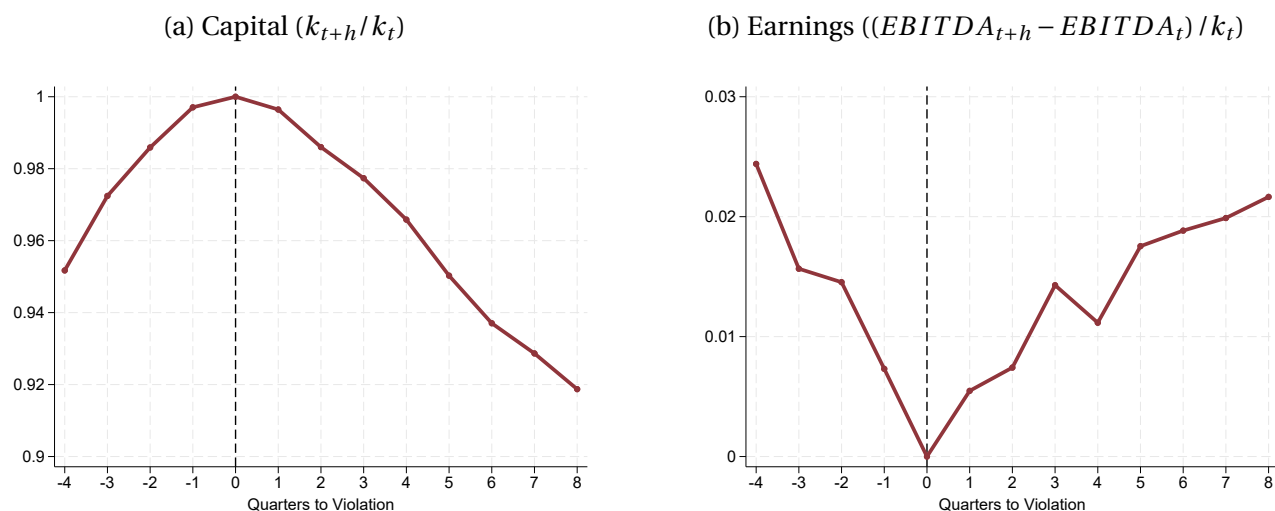 (a) Capital (k_{t+h}/k_t)
1
0.98
0.96
0.94
0.92
0.9
-4 -3 -2 -1 0 1 2 3 4 5 6 7 8
Quarters to Violation
(b) Earnings ((EBITDA_{t+h} − EBITDA_t)/k_t)
0.03
0.02
0.01
0
-4 -3 -2 -1 0 1 2 3 4 5 6 7 8
Quarters to Violation